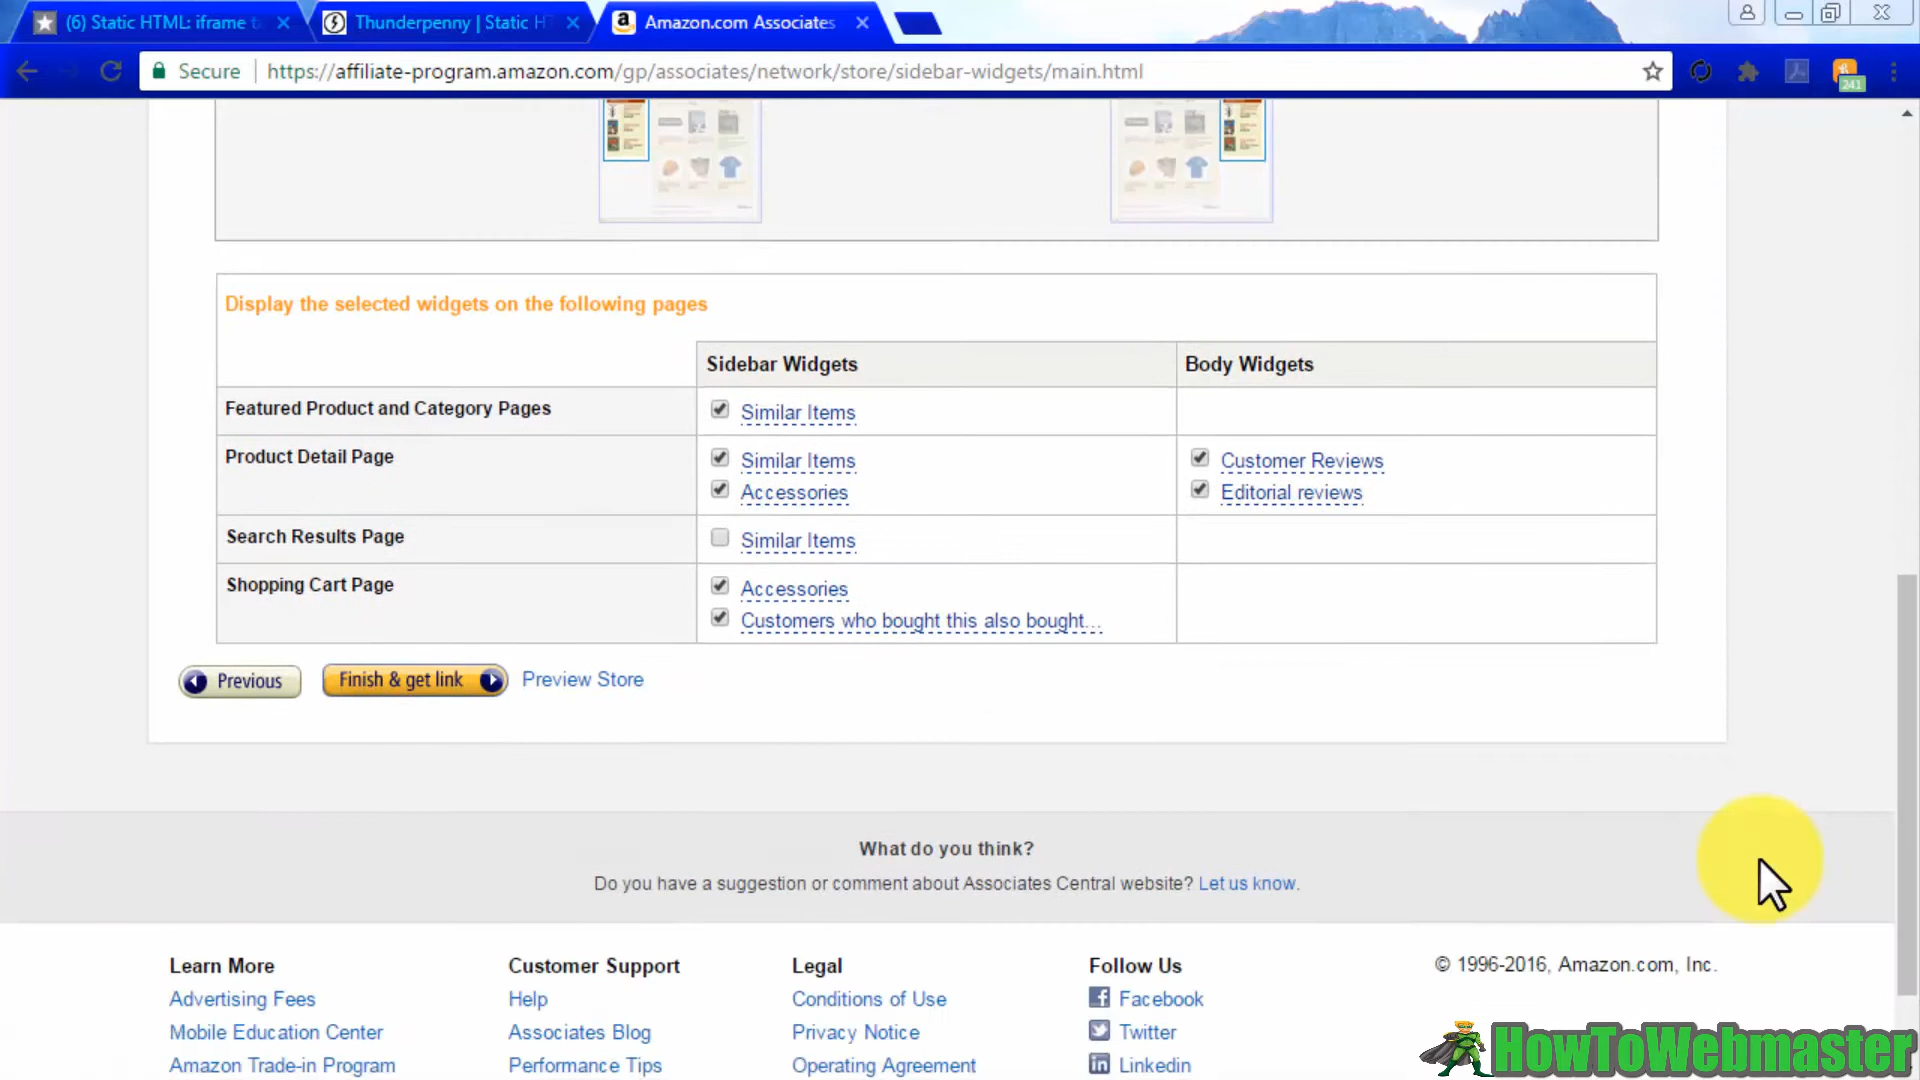 (6) Static HTML: iframe t
Thunderpenny | Static H
Amazon.com Associates
Secure
https://affiliate-program.amazon.com/gp/associates/network/store/sidebar-widgets/main.html
241
Display the selected widgets on the following pages
Sidebar Widgets
Body Widgets
Featured Product and Category Pages
Similar Items
Product Detail Page
Similar Items
Customer Reviews
Accessories
Editorial reviews
Search Results Page
Similar Items
Shopping Cart Page
Accessories
Customers who bought this also bought...
Previous
Finish & get link
Preview Store
What do you think?
Do you have a suggestion or comment about Associates Central website? Let us know.
Learn More
Customer Support
Legal
Follow Us
© 1996-2016, Amazon.com, Inc.
Advertising Fees
Help
Conditions of Use
Facebook
Mobile Education Center
Associates Blog
Privacy Notice
Twitter
Amazon Trade-in Program
Performance Tips
Operating Agreement
Linkedin
HowToWebmaster